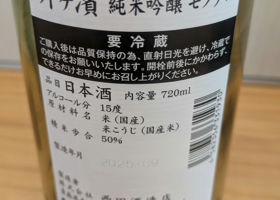 純米吟醸
要冷蔵
ご購入後は品質保持の為、直射日光を避け、冷蔵で
の保存をお願いいたします。開栓前後にかかわらず、
できるだけお早めにお召し上がりください。
品目 日本酒 内容量 720ml
アルコール分 15度
原材料名 米(国産)
米こうじ(国産米)
精米歩合 50%
製造年月